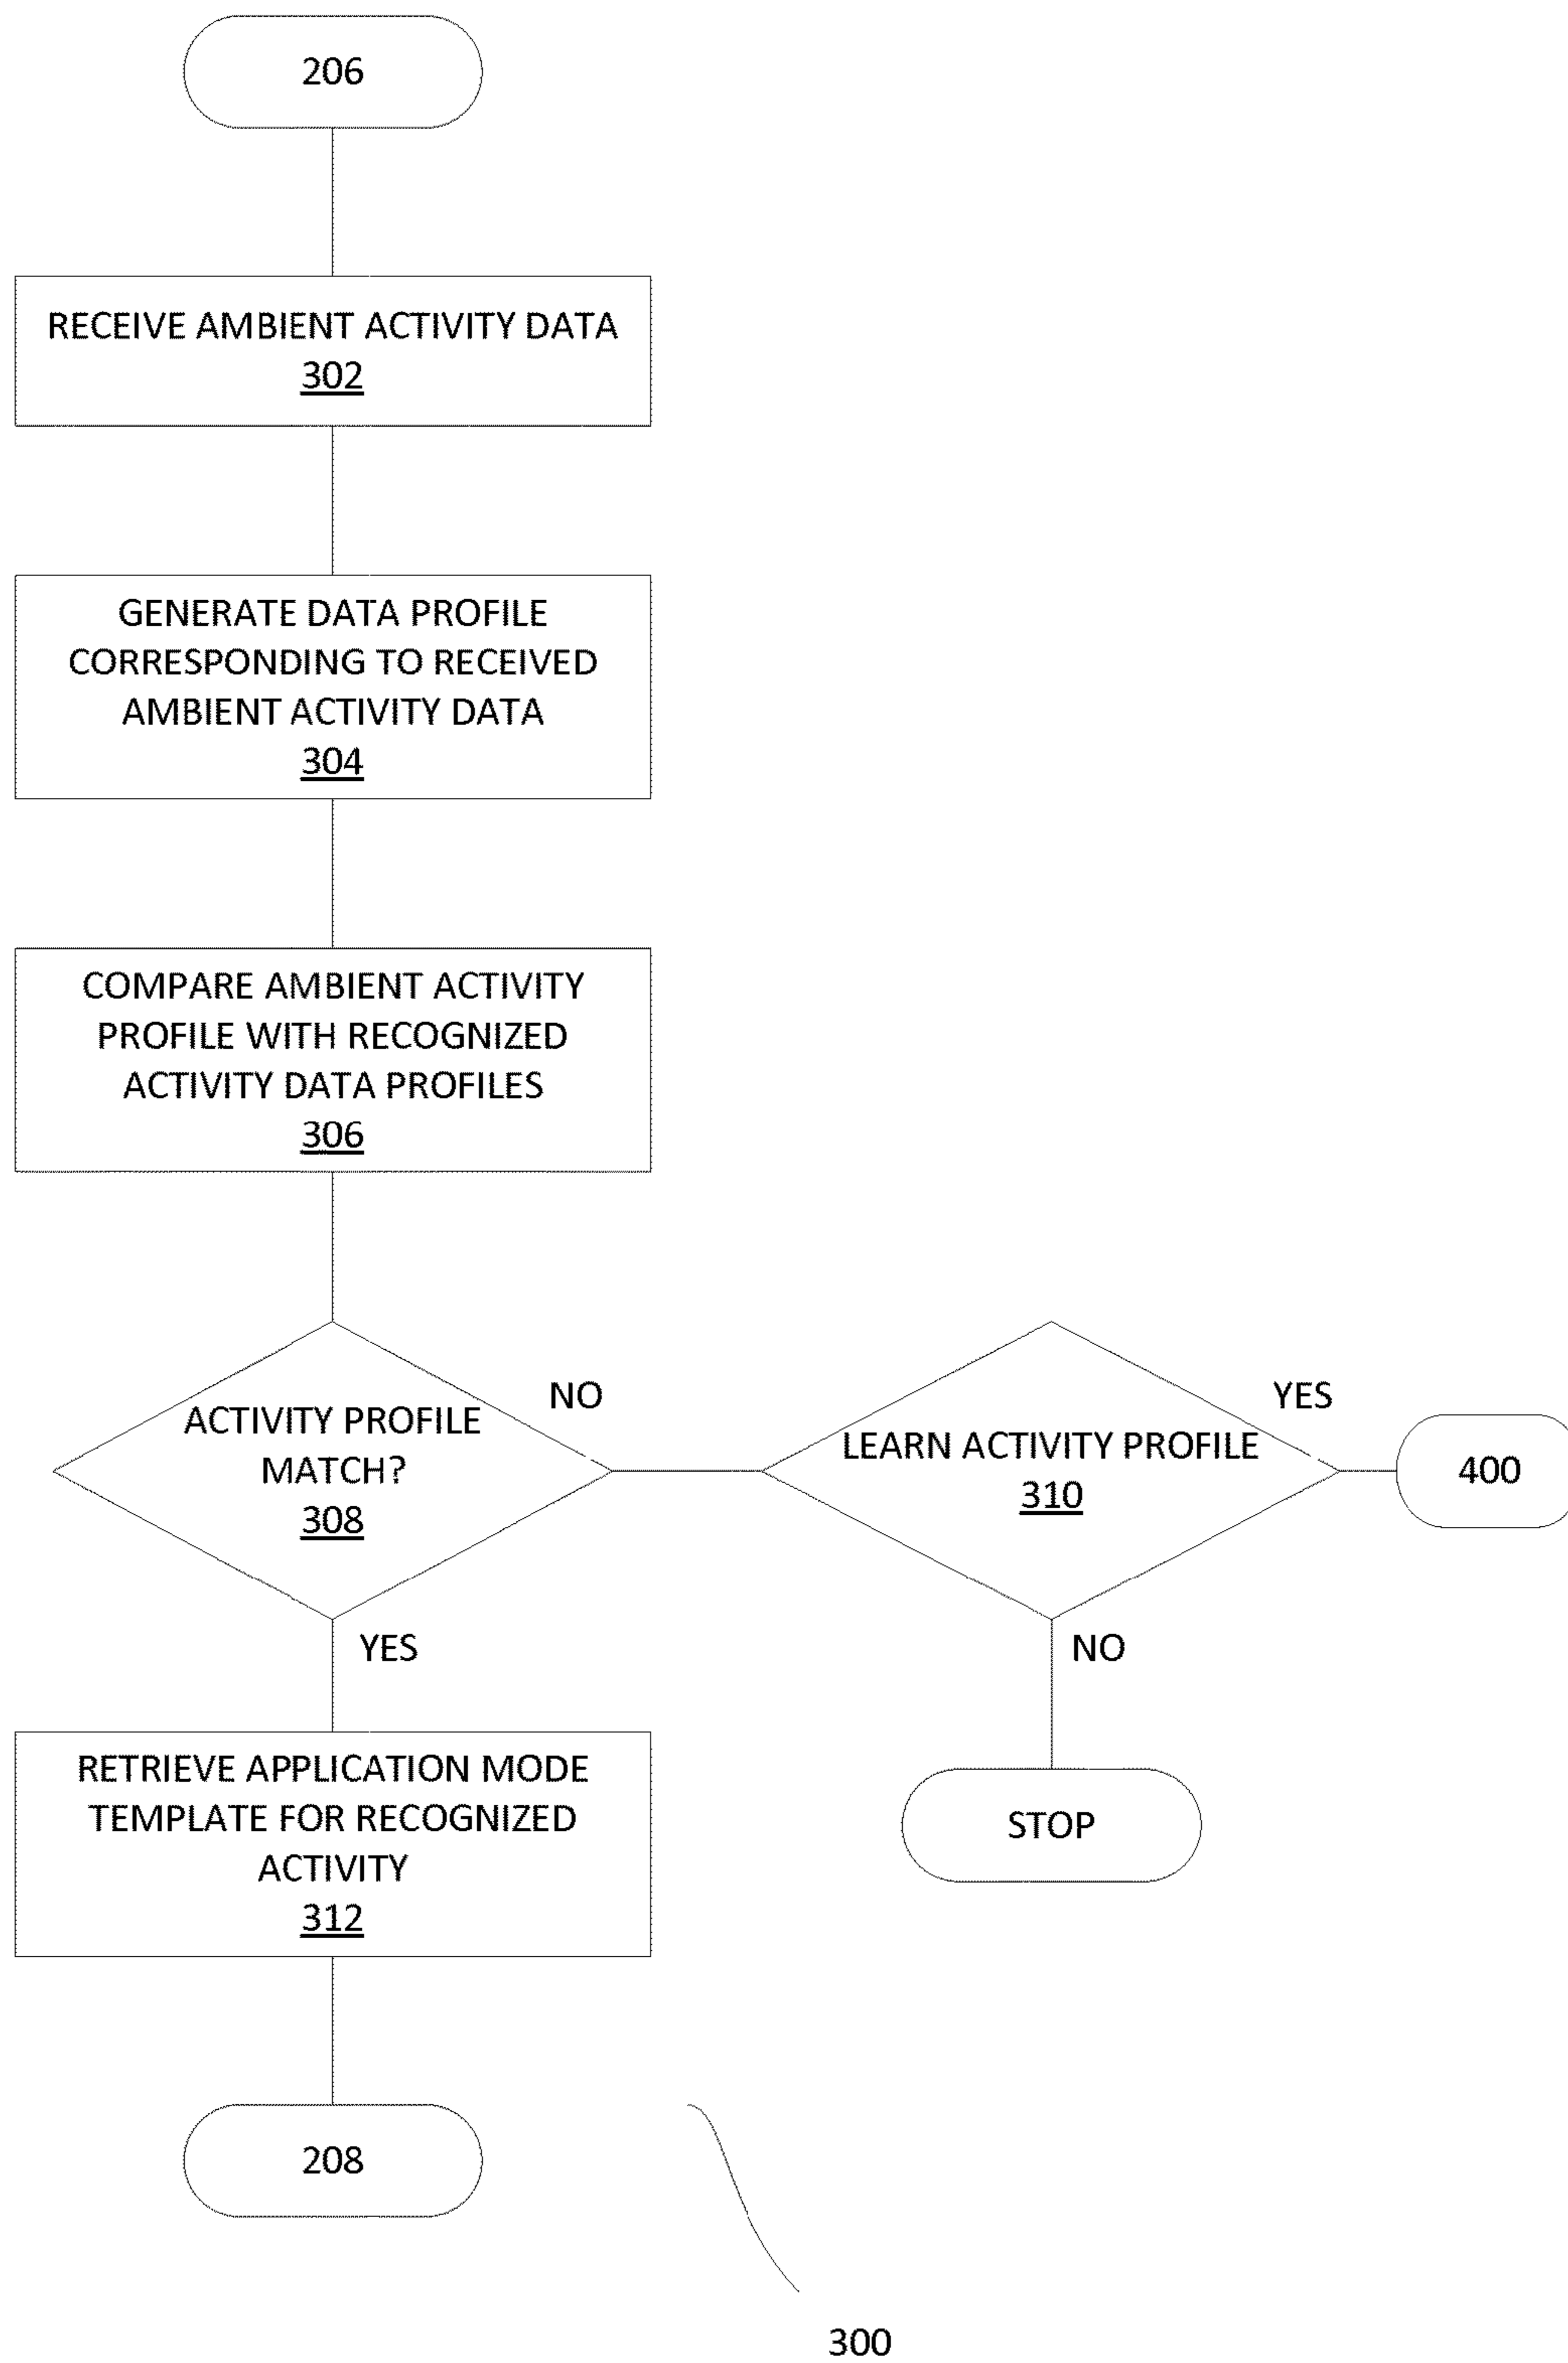 206
RECEIVE AMBIENT ACTIVITY DATA
302
GENERATE DATA PROFILE
CORRESPONDING TO RECEIVED
AMBIENT ACTIVITY DATA
304
COMPARE AMBIENT ACTIVITY
PROFILE WITH RECOGNIZED
ACTIVITY DATA PROFILES
306
ACTIVITY PROFILE
MATCH?
308
NO
LEARN ACTIVITY PROFILE
310
YES
400
YES
NO
RETRIEVE APPLICATION MODE
TEMPLATE FOR RECOGNIZED
ACTIVITY
312
STOP
208
300